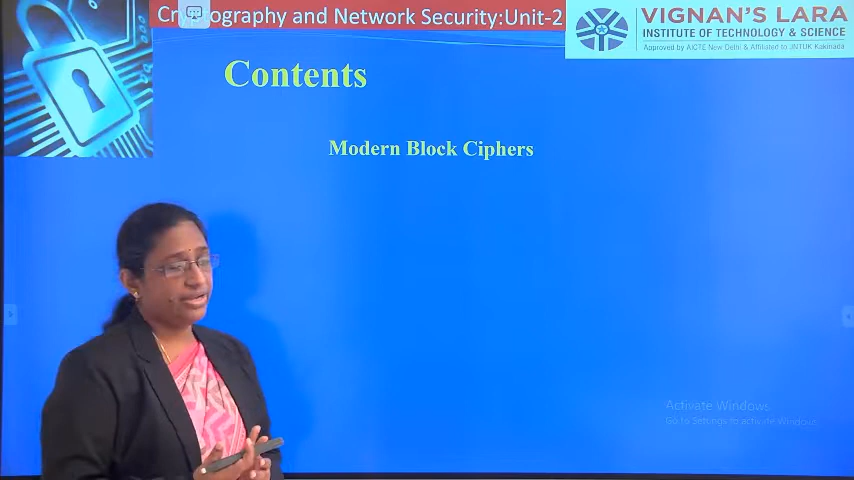 Cryptography and Network Security:Unit-2
VIGNAN'S LARA
INSTITUTE OF TECHNOLOGY & SCIENCE
Approved by AICTE New Delhi & Affiliated to JNTUK Kakinada
Contents
Modern Block Ciphers
Activate Windows
Go to Settings to activate Windows.